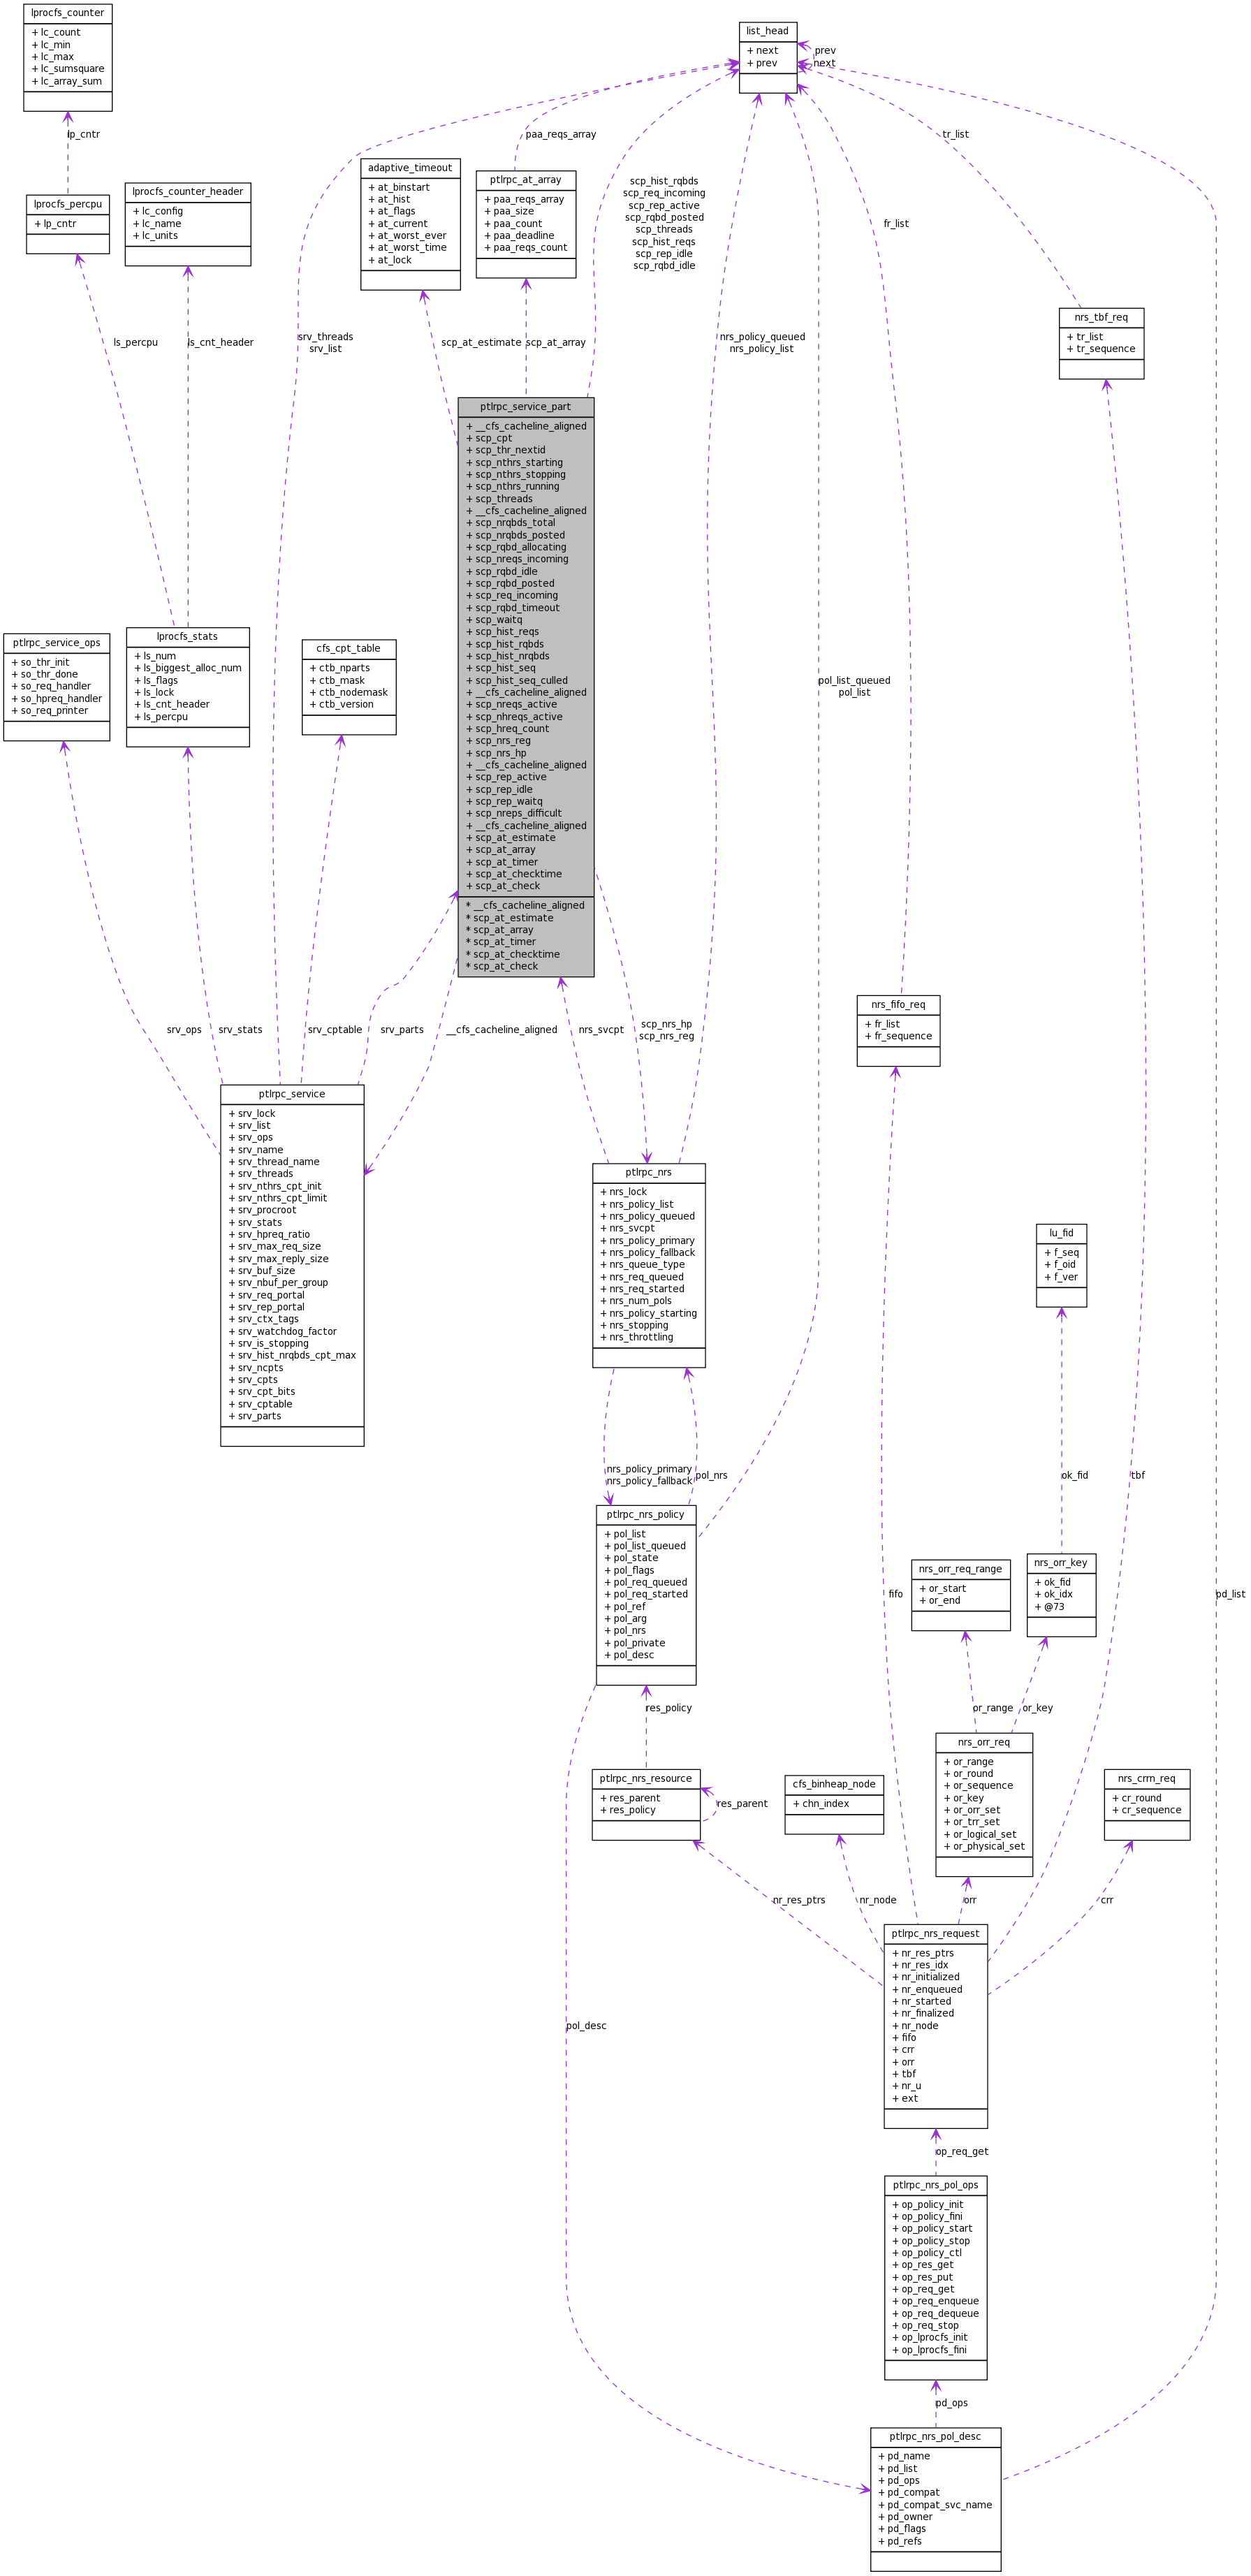 lprocfs_counter
+ lc_count
+ lc_min
+ lc_max
+ lc_sumsquare
+ lc_array_sum
list_head
+ next
+ prev
prev
next
lp_cntr
paa_reqs_array
tr_list
adaptive_timeout
+ at_binstart
+ at_hist
+ at_flags
+ at_current
+ at_worst_ever
+ at_worst_time
+ at_lock
ptlrpc_at_array
+ paa_reqs_array
+ paa_size
+ paa_count
+ paa_deadline
+ paa_reqs_count
scp_hist_rqbds
scp_req_incoming
scp_rep_active
scp_rqbd_posted
scp_threads
scp_hist_reqs
scp_rep_idle
scp_rqbd_idle
lprocfs_percpu
+ lp_cntr
lprocfs_counter_header
+ lc_config
+ lc_name
+ lc_units
fr_list
nrs_tbf_req
+ tr_list
+ tr_sequence
ls_percpu
ls_cnt_header
srv_threads
srv_list
scp_at_estimate
scp_at_array
nrs_policy_queued
nrs_policy_list
ptlrpc_service_part
+ __cfs_cacheline_aligned
+ scp_cpt
+ scp_thr_nextid
+ scp_nthrs_starting
+ scp_nthrs_stopping
+ scp_nthrs_running
+ scp_threads
+ __cfs_cacheline_aligned
+ scp_nrqbds_total
+ scp_nrqbds_posted
+ scp_rqbd_allocating
+ scp_nreqs_incoming
+ scp_rqbd_idle
+ scp_rqbd_posted
+ scp_req_incoming
+ scp_rqbd_timeout
+ scp_waitq
+ scp_hist_reqs
+ scp_hist_rqbds
+ scp_hist_nrqbds
+ scp_hist_seq
+ scp_hist_seq_culled
+ __cfs_cacheline_aligned
+ scp_nreqs_active
+ scp_nhreqs_active
+ scp_hreq_count
+ scp_nrs_reg
+ scp_nrs_hp
+ __cfs_cacheline_aligned
+ scp_rep_active
+ scp_rep_idle
+ scp_rep_waitq
+ scp_nreps_difficult
+ __cfs_cacheline_aligned
+ scp_at_estimate
+ scp_at_array
+ scp_at_timer
+ scp_at_checktime
+ scp_at_check
* __cfs_cacheline_aligned
* scp_at_estimate
* scp_at_array
* scp_at_timer
* scp_at_checktime
* scp_at_check
ptlrpc_service_ops
+ so_thr_init
+ so_thr_done
+ so_req_handler
+ so_hpreq_handler
+ so_req_printer
lprocfs_stats
+ ls_num
+ ls_biggest_alloc_num
+ ls_flags
+ ls_lock
+ ls_cnt_header
+ ls_percpu
cfs_cpt_table
+ ctb_nparts
+ ctb_mask
+ ctb_nodemask
+ ctb_version
pol_list_queued
pol_list
nrs_fifo_req
+ fr_list
+ fr_sequence
srv_ops
srv_stats
srv_cptable
srv_parts
__cfs_cacheline_aligned
nrs_svcpt
scp_nrs_hp
scp_nrs_reg
ptlrpc_service
+ srv_lock
+ srv_list
+ srv_ops
+ srv_name
+ srv_thread_name
+ srv_threads
+ srv_nthrs_cpt_init
+ srv_nthrs_cpt_limit
+ srv_procroot
+ srv_stats
+ srv_hpreq_ratio
+ srv_max_req_size
+ srv_max_reply_size
+ srv_buf_size
+ srv_nbuf_per_group
+ srv_req_portal
+ srv_rep_portal
+ srv_ctx_tags
+ srv_watchdog_factor
+ srv_is_stopping
+ srv_hist_nrqbds_cpt_max
+ srv_ncpts
+ srv_cpts
+ srv_cpt_bits
+ srv_cptable
+ srv_parts
ptlrpc_nrs
+ nrs_lock
+ nrs_policy_list
+ nrs_policy_queued
+ nrs_svcpt
+ nrs_policy_primary
+ nrs_policy_fallback
+ nrs_queue_type
+ nrs_req_queued
+ nrs_req_started
+ nrs_num_pols
+ nrs_policy_starting
+ nrs_stopping
+ nrs_throttling
lu_fid
+ f_seq
+ f_oid
+ f_ver
nrs_policy_primary
nrs_policy_fallback
pol_nrs
ok_fid
tbf
ptlrpc_nrs_policy
+ pol_list
+ pol_list_queued
+ pol_state
+ pol_flags
+ pol_req_queued
+ pol_req_started
+ pol_ref
+ pol_arg
+ pol_nrs
+ pol_private
+ pol_desc
fifo
nrs_orr_req_range
+ or_start
+ or_end
nrs_orr_key
+ ok_fid
+ ok_idx
+ @73
pd_list
res_policy
or_range
or_key
ptlrpc_nrs_resource
+ res_parent
+ res_policy
res_parent
cfs_binheap_node
+ chn_index
nrs_orr_req
+ or_range
+ or_round
+ or_sequence
+ or_key
+ or_orr_set
+ or_trr_set
+ or_logical_set
+ or_physical_set
nrs_crrn_req
+ cr_round
+ cr_sequence
nr_res_ptrs
nr_node
orr
crr
ptlrpc_nrs_request
+ nr_res_ptrs
+ nr_res_idx
+ nr_initialized
+ nr_enqueued
+ nr_started
+ nr_finalized
+ nr_node
+ fifo
+ crr
+ orr
+ tbf
+ nr_u
+ ext
pol_desc
op_req_get
ptlrpc_nrs_pol_ops
+ op_policy_init
+ op_policy_fini
+ op_policy_start
+ op_policy_stop
+ op_policy_ctl
+ op_res_get
+ op_res_put
+ op_req_get
+ op_req_enqueue
+ op_req_dequeue
+ op_req_stop
+ op_lprocfs_init
+ op_lprocfs_fini
pd_ops
ptlrpc_nrs_pol_desc
+ pd_name
+ pd_list
+ pd_ops
+ pd_compat
+ pd_compat_svc_name
+ pd_owner
+ pd_flags
+ pd_refs